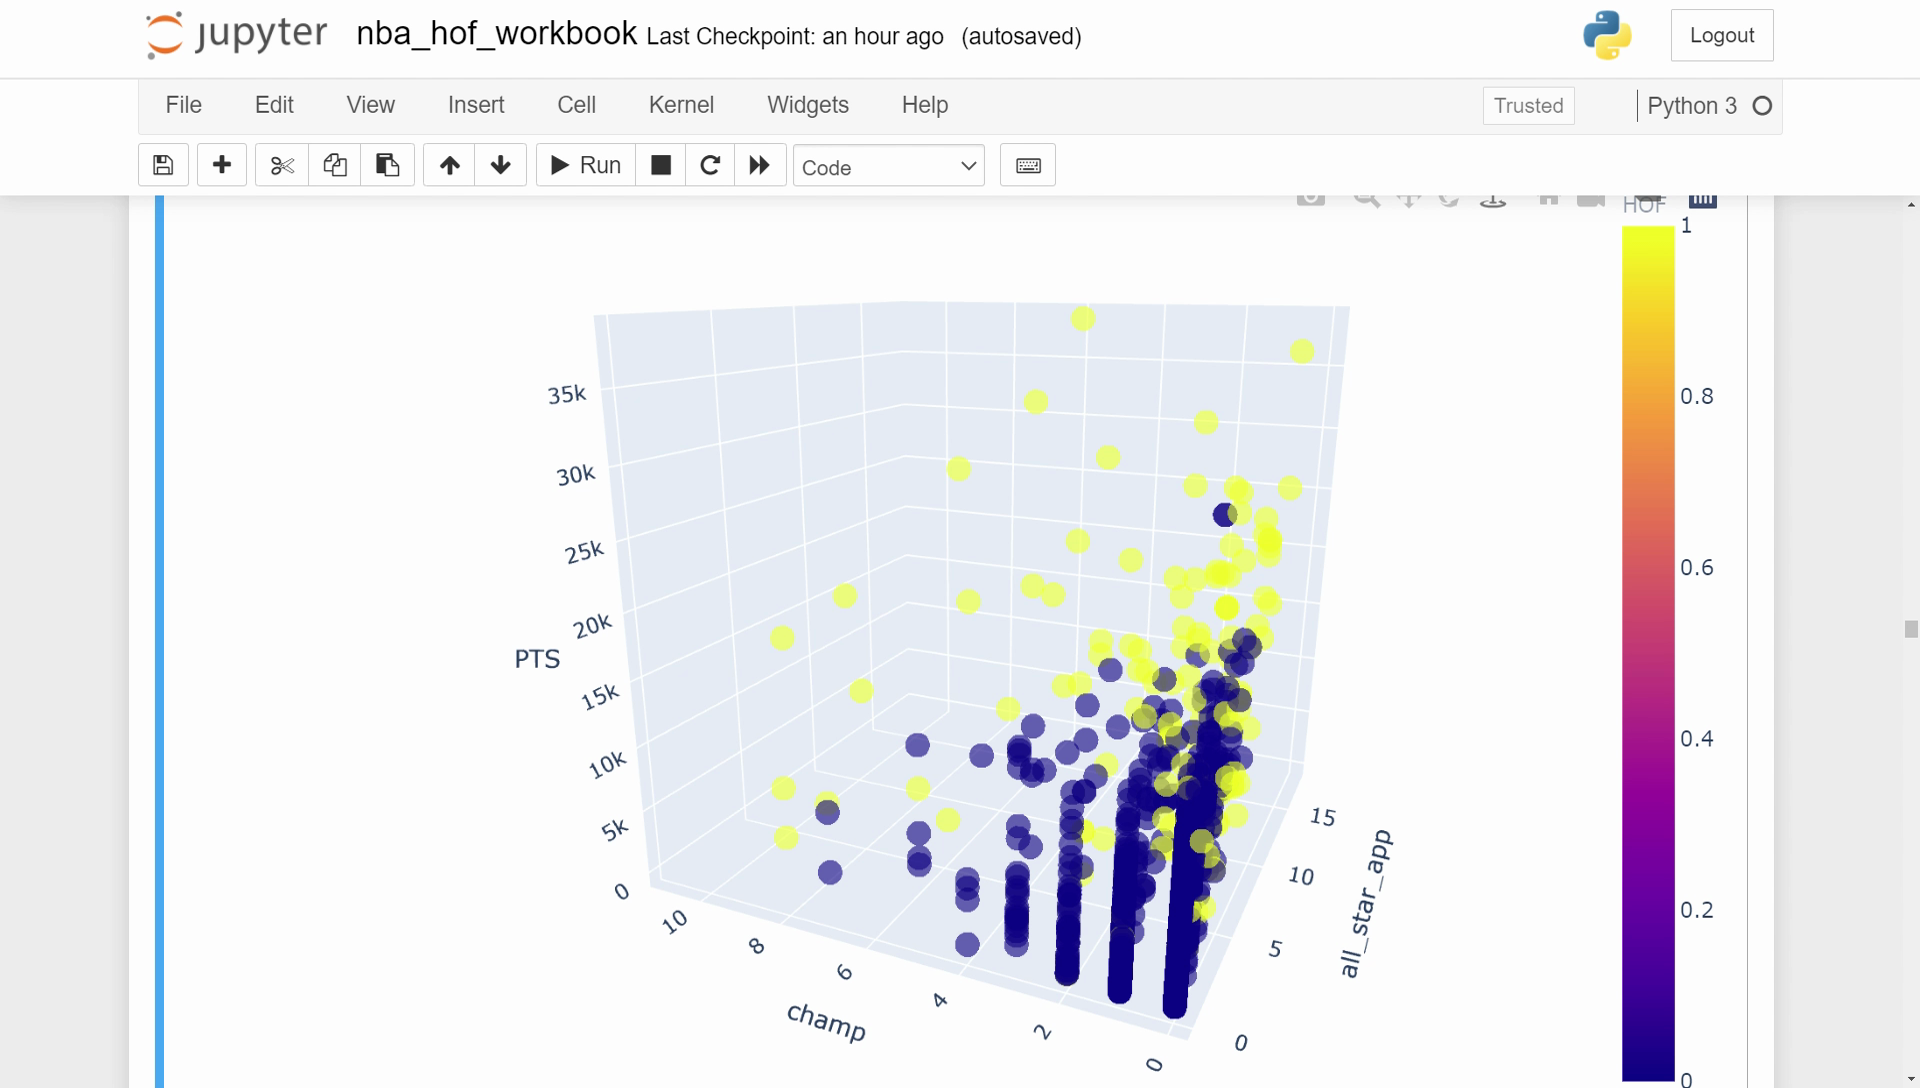 jupyter nba_hof_workbook Last Checkpoint: an hour ago (autosaved) Logout
File Edit View Insert Cell Kernel Widgets Help Trusted Python 3
Run Code
HOF
1
0.8
0.6
0.4
0.2
0
PTS
35k
30k
25k
20k
15k
10k
5k
0
champ
10
8
6
4
2
0
all_star_app
15
10
5
0